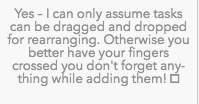 Yes – I can only assume tasks
can be dragged and dropped
for rearranging. Otherwise you
better have your fingers
crossed you don't forget any-
thing while adding them! □